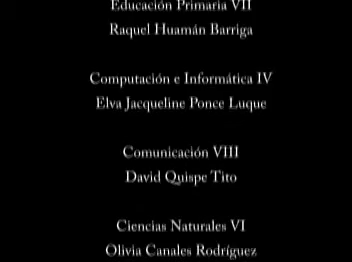 Educación Primaria VII
Raquel Huamán Barriga
Computación e Informática IV
Elva Jacqueline Ponce Luque
Comunicación VIII
David Quispe Tito
Ciencias Naturales VI
Olivia Canales Rodríguez